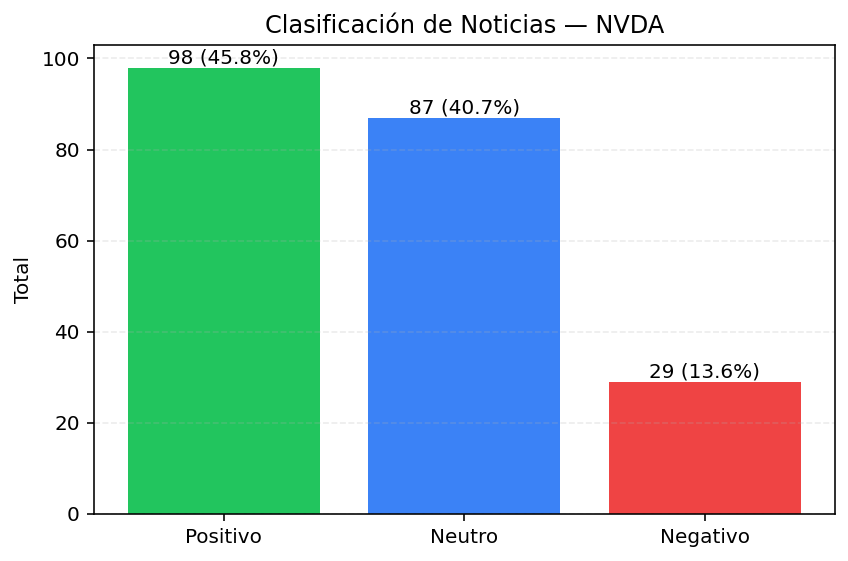 Clasificación de Noticias — NVDA
98 (45.8%)
87 (40.7%)
29 (13.6%)
100
80
60
40
20
0
Total
Positivo
Neutro
Negativo